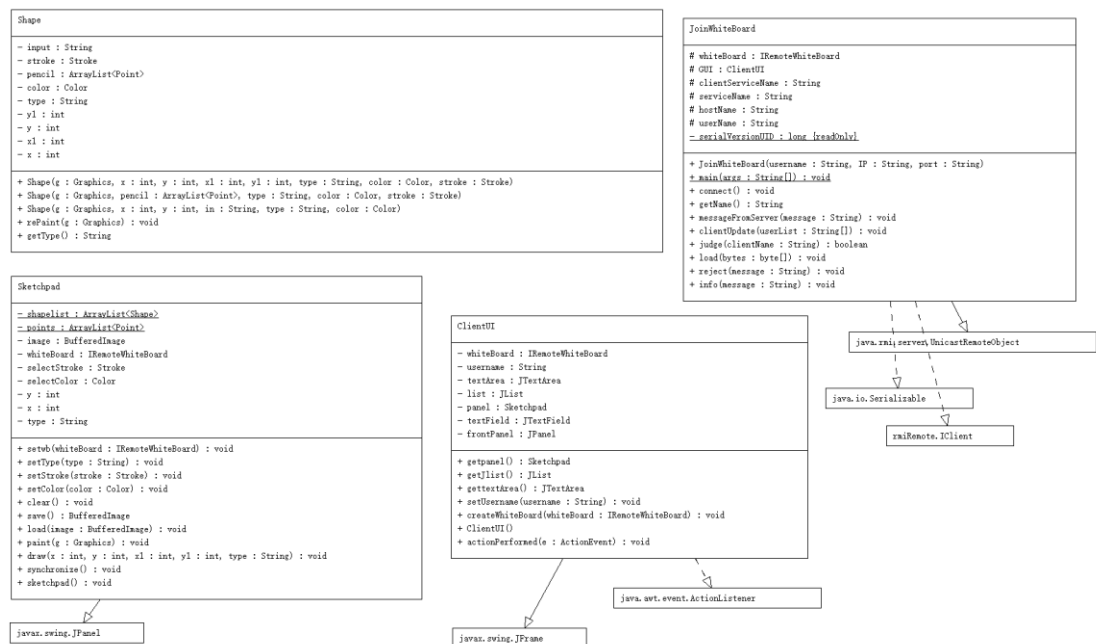 Shape
- input : String
- stroke : Stroke
- pencil : ArrayList<Point>
- color : Color
- type : String
- y1 : int
- y : int
- x1 : int
- x : int
+ Shape(g : Graphics, x : int, y : int, x1 : int, y1 : int, type : String, color : Color, stroke : Stroke)
+ Shape(g : Graphics, pencil : ArrayList<Point>, type : String, color : Color, stroke : Stroke)
+ Shape(g : Graphics, x : int, y : int, in : String, type : String, color : Color)
+ rePaint(g : Graphics) : void
+ getType() : String
JoinWhiteBoard
# whiteBoard : IRemoteWhiteBoard
# GUI : ClientUI
# clientServiceName : String
# serviceName : String
# hostName : String
# userName : String
- serialVersionUID : long {readOnly}
+ JoinWhiteBoard(username : String, IP : String, port : String)
+ main(args : String[]) : void
+ connect() : void
+ getName() : String
+ messageFromServer(message : String) : void
+ clientUpdate(userList : String[]) : void
+ judge(clientName : String) : boolean
+ load(bytes : byte[]) : void
+ reject(message : String) : void
+ info(message : String) : void
Sketchpad
- shapelist : ArrayList<Shape>
- points : ArrayList<Point>
- image : BufferedImage
- whiteBoard : IRemoteWhiteBoard
- selectStroke : Stroke
- selectColor : Color
- y : int
- x : int
- type : String
+ setwb(whiteBoard : IRemoteWhiteBoard) : void
+ setType(type : String) : void
+ setStroke(stroke : Stroke) : void
+ setColor(color : Color) : void
+ clear() : void
+ save() : BufferedImage
+ load(image : BufferedImage) : void
+ paint(g : Graphics) : void
+ draw(x : int, y : int, x1 : int, y1 : int, type : String) : void
+ synchronize() : void
+ sketchpad() : void
javax.swing.JPanel
ClientUI
- whiteBoard : IRemoteWhiteBoard
- username : String
- textArea : JTextArea
- list : JList
- panel : Sketchpad
- textField : JTextField
- frontPanel : JPanel
+ getpanel() : Sketchpad
+ getJlist() : JList
+ gettextArea() : JTextArea
+ setUsername(username : String) : void
+ createWhiteBoard(whiteBoard : IRemoteWhiteBoard) : void
+ ClientUI()
+ actionPerformed(e : ActionEvent) : void
java.rmi.server.UnicastRemoteObject
java.io.Serializable
rmiRemote.IClient
java.awt.event.ActionListener
javax.swing.JFrame